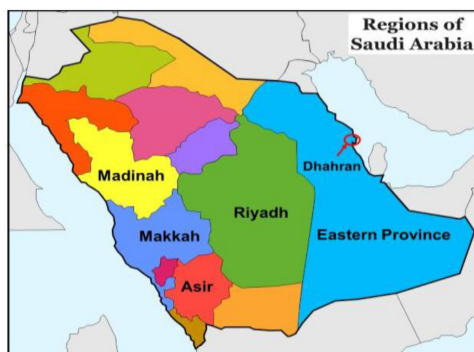 Regions of
Saudi Arabia
Dhahran
Madinah
Riyadh
Makkah
Eastern Province
Asir